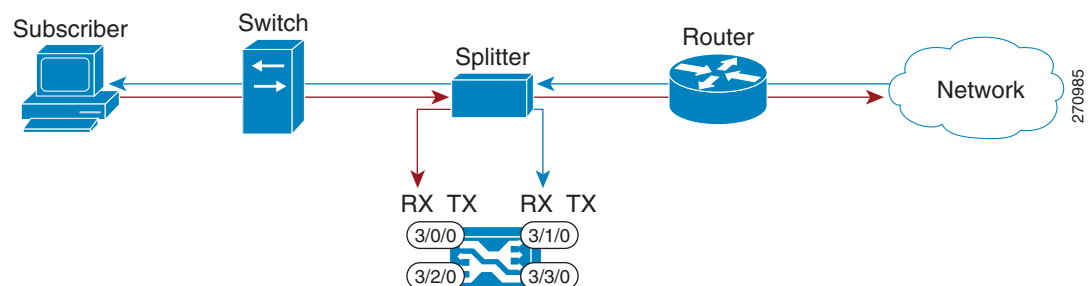 Subscriber
Switch
Splitter
Router
Network
270985
RX TX
RX TX
3/0/0
3/1/0
3/2/0
3/3/0